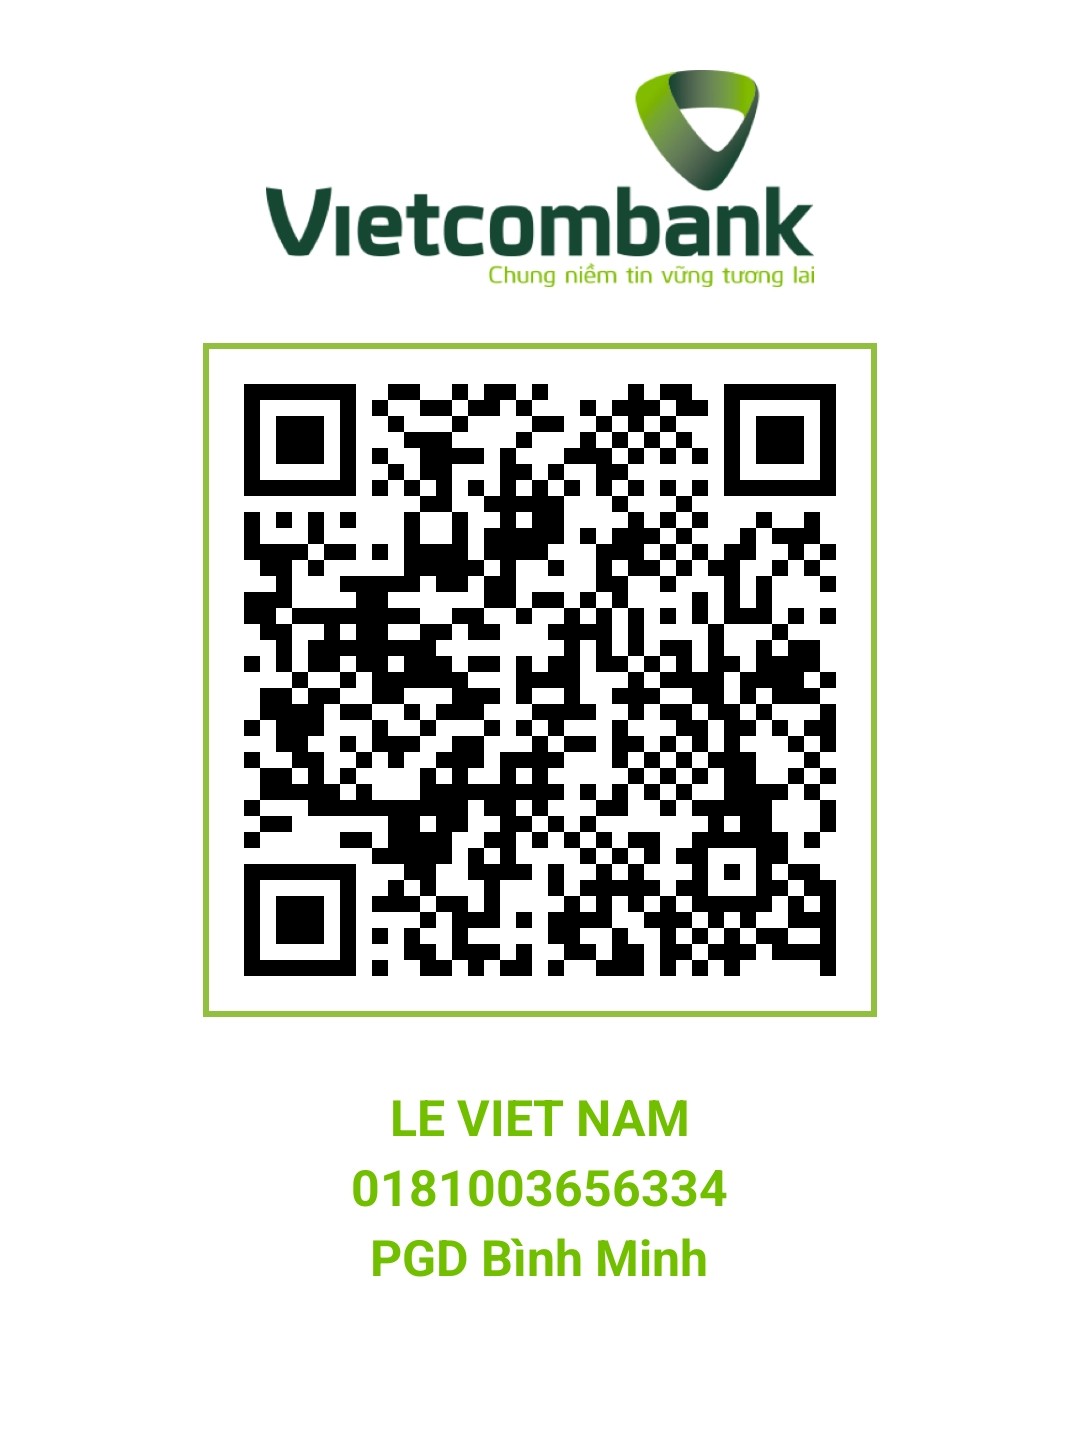 Vietcombank
Chung niềm tin vững tương lai
LE VIET NAM
0181003656334
PGD Bình Minh